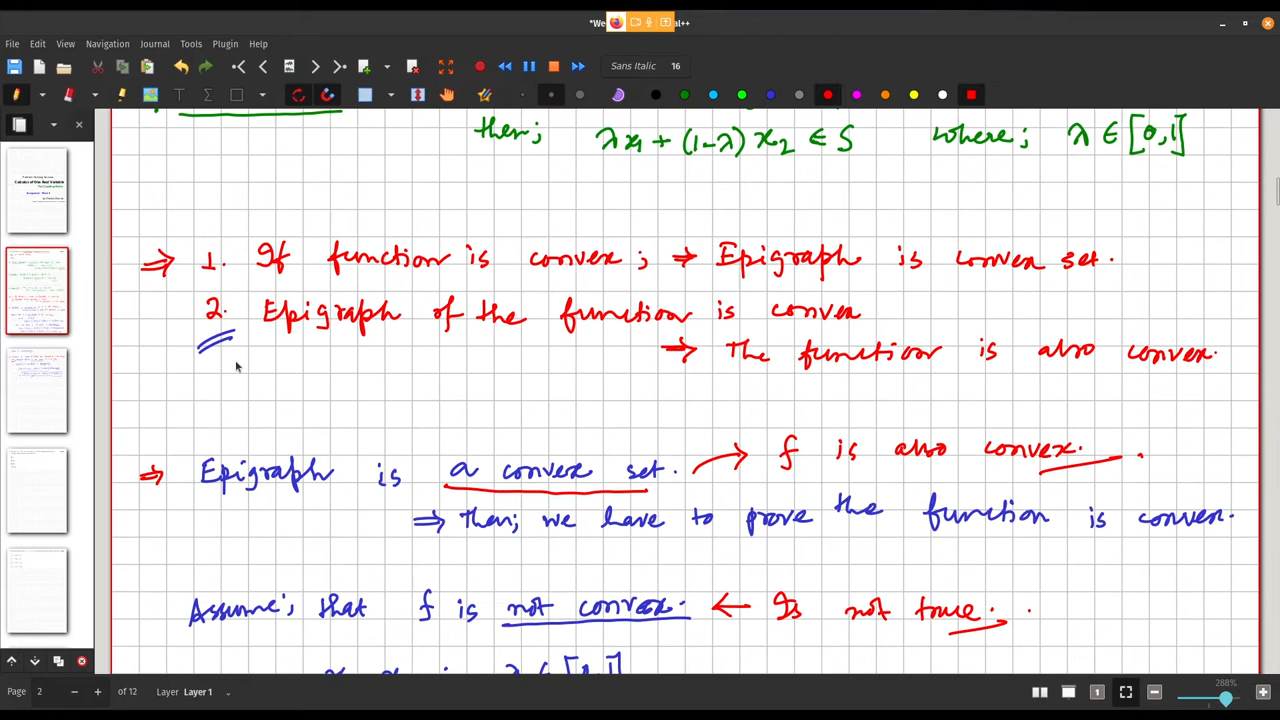 File Edit View Navigation Journal Tools Plugin Help
Sans Italic 16
then; λx1 + (1-λ) x2 ∈ S where; λ ∈ [0,1]
⇒ 1. If function is convex ; → Epigraph is convex set.
2. Epigraph of the function is convex
⇒ The function is also convex.
⇒ Epigraph is a convex set. → f is also convex.
⇒ Then; we have to prove the function is convex.
Assume; that f is not convex. ← Is not true.
Page 2 of 12 Layer Layer 1
288%